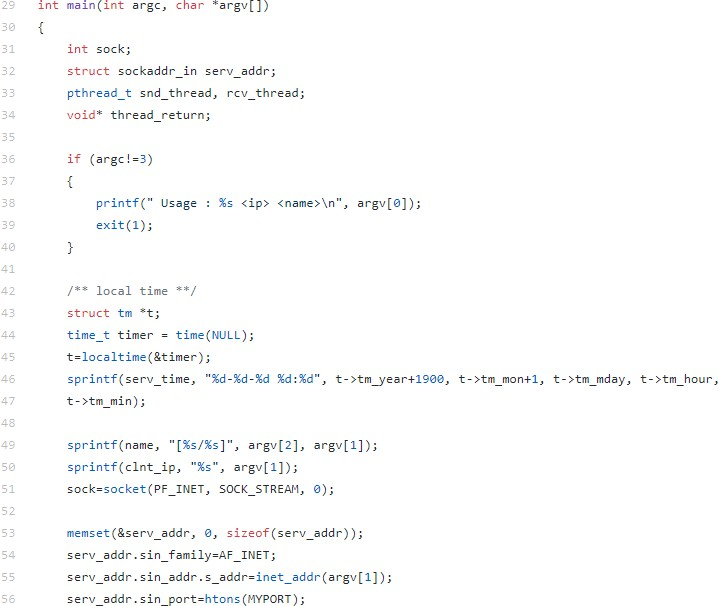 29 int main(int argc, char *argv[])
30 {
31     int sock;
32     struct sockaddr_in serv_addr;
33     pthread_t snd_thread, rcv_thread;
34     void* thread_return;
35
36     if (argc!=3)
37     {
38         printf(" Usage : %s <ip> <name>\n", argv[0]);
39         exit(1);
40     }
41
42     /** local time **/
43     struct tm *t;
44     time_t timer = time(NULL);
45     t=localtime(&timer);
46     sprintf(serv_time, "%d-%d-%d %d:%d", t->tm_year+1900, t->tm_mon+1, t->tm_mday, t->tm_hour,
47     t->tm_min);
48
49     sprintf(name, "[%s/%s]", argv[2], argv[1]);
50     sprintf(clnt_ip, "%s", argv[1]);
51     sock=socket(PF_INET, SOCK_STREAM, 0);
52
53     memset(&serv_addr, 0, sizeof(serv_addr));
54     serv_addr.sin_family=AF_INET;
55     serv_addr.sin_addr.s_addr=inet_addr(argv[1]);
56     serv_addr.sin_port=htons(MYPORT);